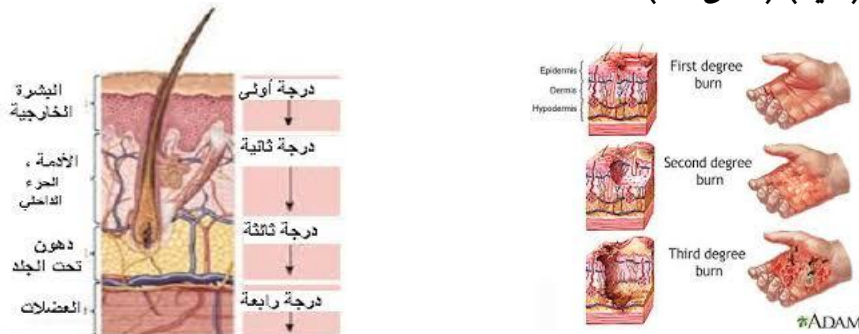 البشرة
الخارجية
الأدمة ،
الجزء
الداخلي
دهون
تحت الجلد
العضلات
درجة أولى
درجة ثانية
درجة ثالثة
درجة رابعة
Epidermis
Dermis
Hypodermis
First degree
burn
Second degree
burn
Third degree
burn
ADAM